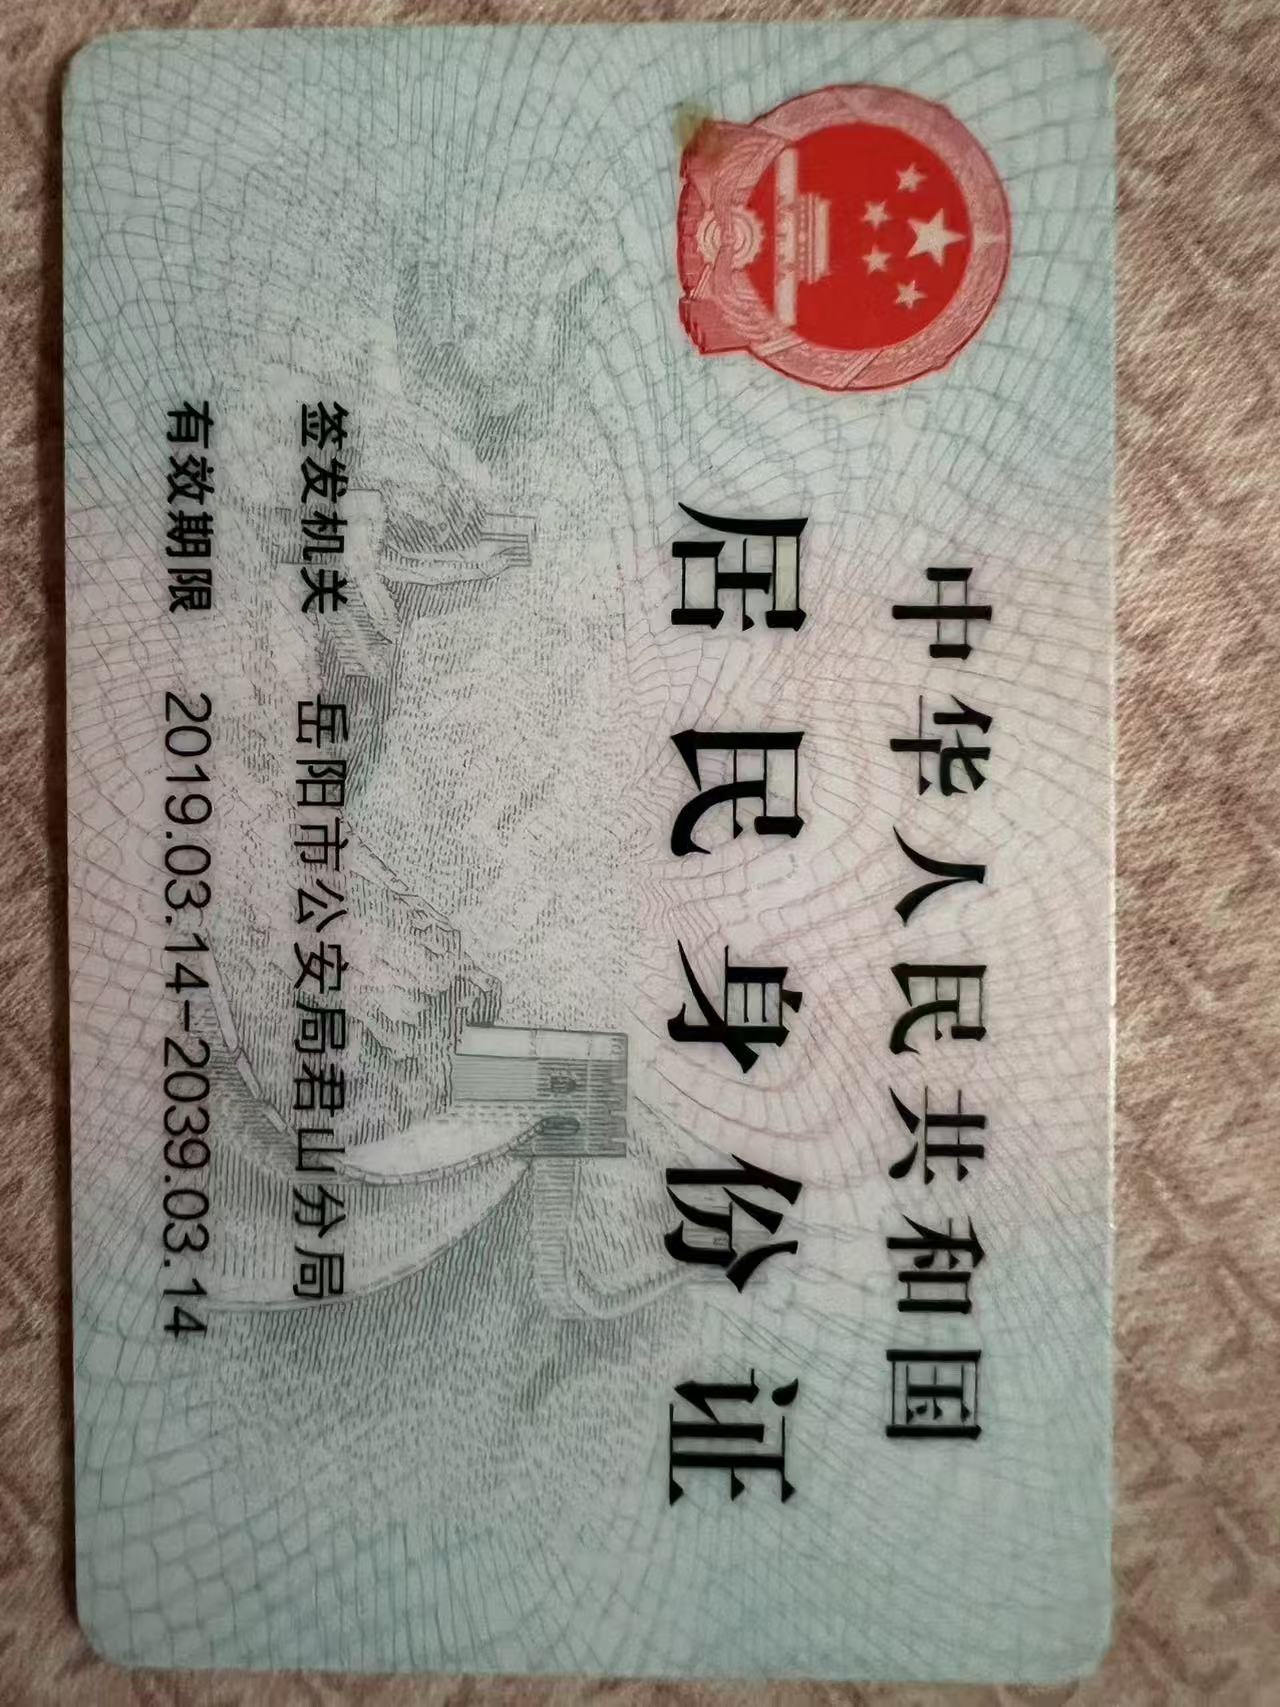 中华人民共和国
居民身份证
签发机关 岳阳市公安局君山分局
有效期限 2019.03.14-2039.03.14